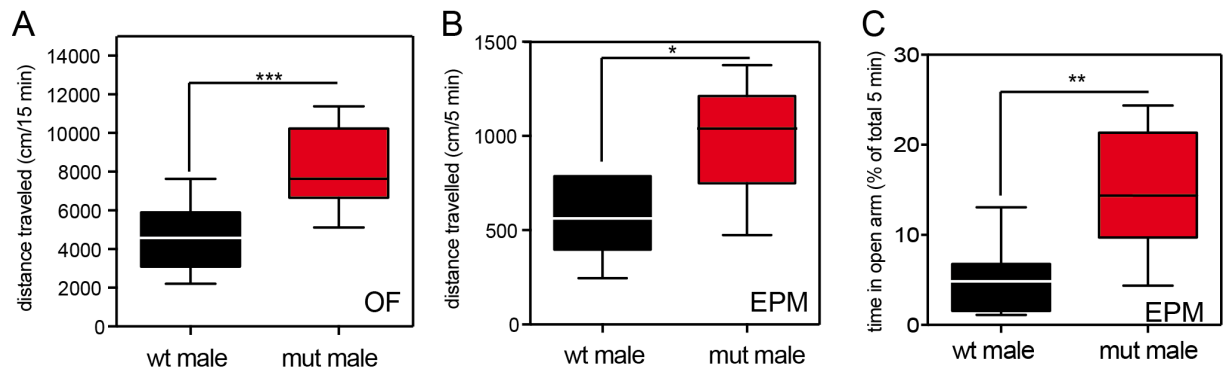 A
distance traveled (cm/15 min)
14000
12000
10000
8000
6000
4000
2000
0
***
OF
wt male
mut male
B
distance travelled (cm/5 min)
1500
1000
500
0
*
EPM
wt male
mut male
C
time in open arm (% of total 5 min)
30
20
10
0
**
EPM
wt male
mut male